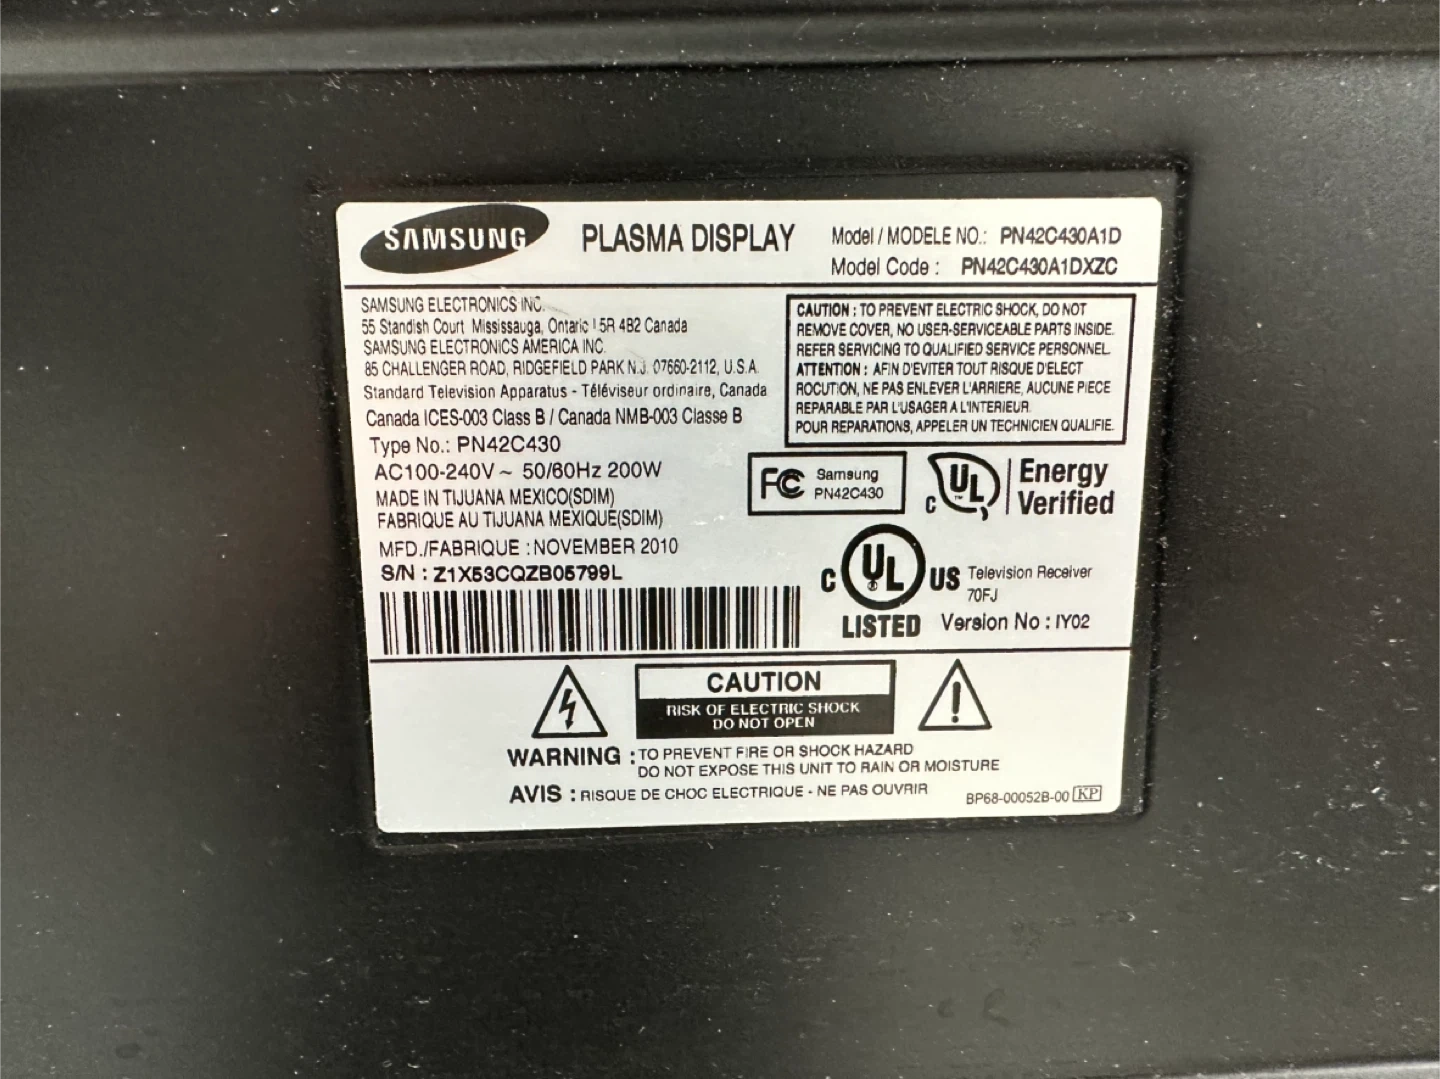 SAMSUNG PLASMA DISPLAY Model / MODELE NO.: PN42C430A1D
Model Code : PN42C430A1DXZC
SAMSUNG ELECTRONICS INC.
55 Standish Court Mississauga, Ontario L5R 4B2 Canada
SAMSUNG ELECTRONICS AMERICA INC.
85 CHALLENGER ROAD, RIDGEFIELD PARK N.J. 07660-2112, U.S.A.
Standard Television Apparatus - Téléviseur ordinaire, Canada
Canada ICES-003 Class B / Canada NMB-003 Classe B
Type No.: PN42C430
AC100-240V ~ 50/60Hz 200W
MADE IN TIJUANA MEXICO(SDIM)
FABRIQUE AU TIJUANA MEXIQUE(SDIM)
MFD./FABRIQUE : NOVEMBER 2010
S/N : Z1X53CQZB05799L
CAUTION : TO PREVENT ELECTRIC SHOCK, DO NOT
REMOVE COVER, NO USER-SERVICEABLE PARTS INSIDE.
REFER SERVICING TO QUALIFIED SERVICE PERSONNEL.
ATTENTION : AFIN D'EVITER TOUT RISQUE D'ELECT
ROCUTION, NE PAS ENLEVER L'ARRIERE, AUCUNE PIECE
REPARABLE PAR L'USAGER A L'INTERIEUR.
POUR REPARATIONS, APPELER UN TECHNICIEN QUALIFIE.
FC Samsung
PN42C430
C UL TM Energy
Verified
C UL US Television Receiver
70FJ
LISTED Version No : IY02
CAUTION
RISK OF ELECTRIC SHOCK
DO NOT OPEN
WARNING : TO PREVENT FIRE OR SHOCK HAZARD
DO NOT EXPOSE THIS UNIT TO RAIN OR MOISTURE
AVIS : RISQUE DE CHOC ELECTRIQUE - NE PAS OUVRIR
BP68-00052B-00 KP